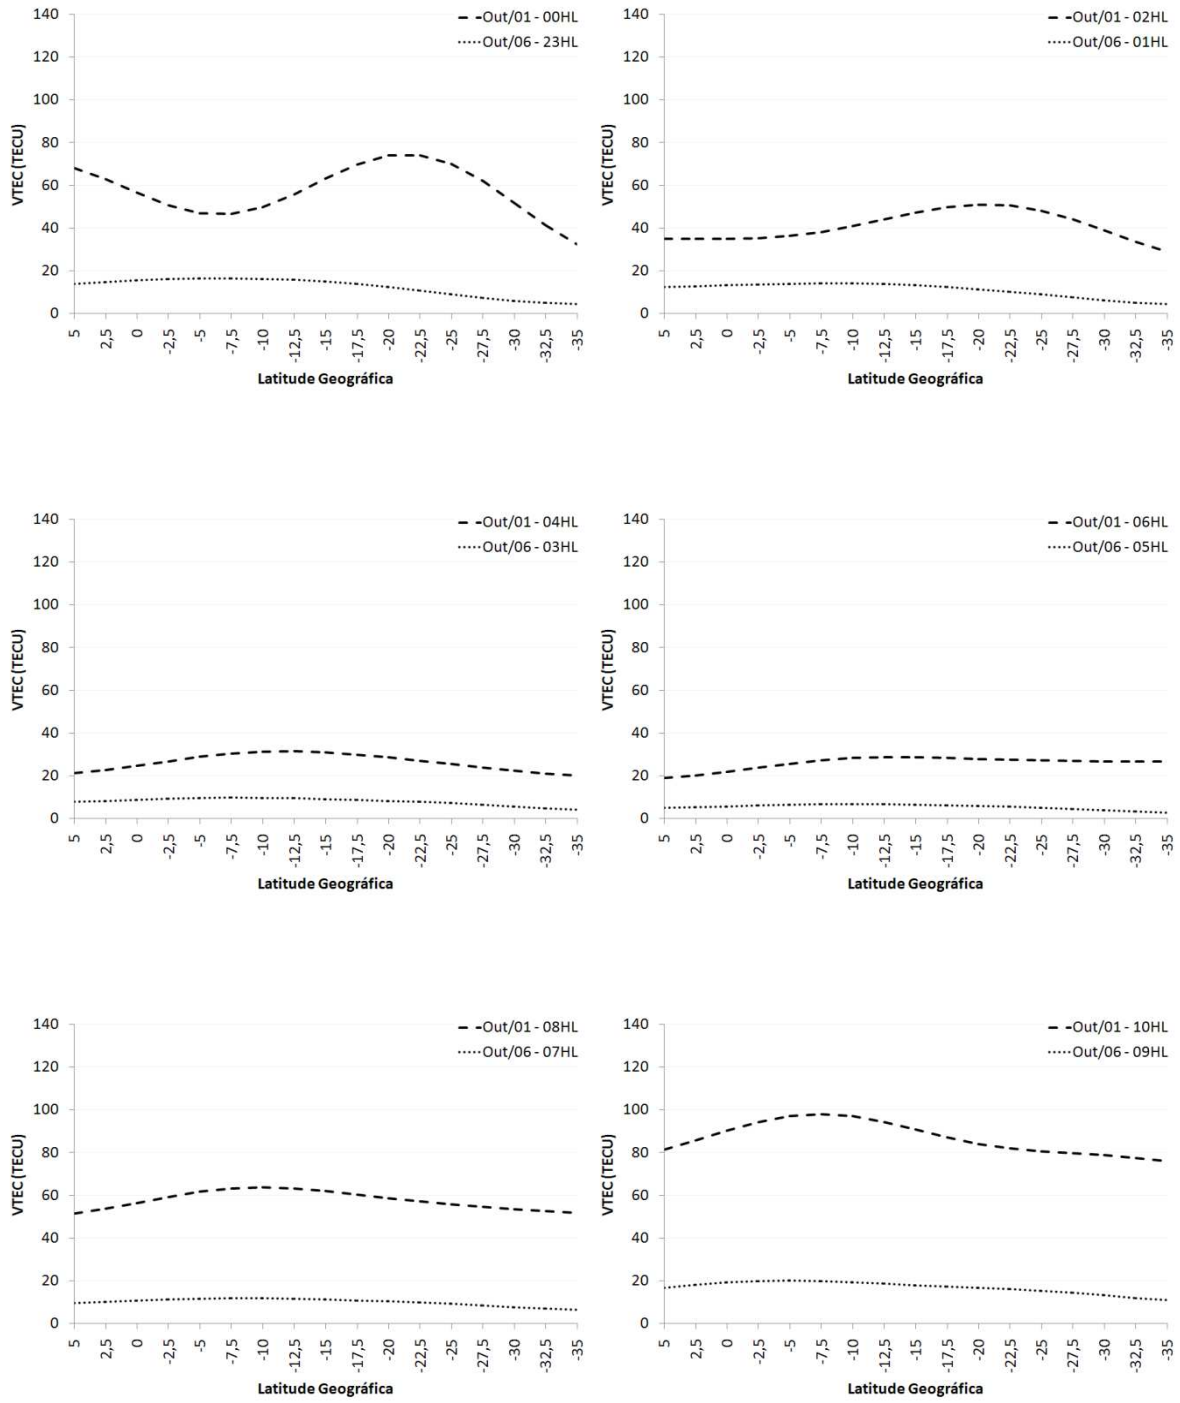 Out/01 - 00HL
Out/06 - 23HL
VTEC (TECU)
140
120
100
80
60
40
20
0
5 2,5 0 -2,5 -5 -7,5 -10 -12,5 -15 -17,5 -20 -22,5 -25 -27,5 -30 -32,5 -35
Latitude Geográfica
Out/01 - 02HL
Out/06 - 01HL
VTEC (TECU)
140
120
100
80
60
40
20
0
5 2,5 0 -2,5 -5 -7,5 -10 -12,5 -15 -17,5 -20 -22,5 -25 -27,5 -30 -32,5 -35
Latitude Geográfica
Out/01 - 04HL
Out/06 - 03HL
VTEC (TECU)
140
120
100
80
60
40
20
0
5 2,5 0 -2,5 -5 -7,5 -10 -12,5 -15 -17,5 -20 -22,5 -25 -27,5 -30 -32,5 -35
Latitude Geográfica
Out/01 - 06HL
Out/06 - 05HL
VTEC (TECU)
140
120
100
80
60
40
20
0
5 2,5 0 -2,5 -5 -7,5 -10 -12,5 -15 -17,5 -20 -22,5 -25 -27,5 -30 -32,5 -35
Latitude Geográfica
Out/01 - 08HL
Out/06 - 07HL
VTEC (TECU)
140
120
100
80
60
40
20
0
5 2,5 0 -2,5 -5 -7,5 -10 -12,5 -15 -17,5 -20 -22,5 -25 -27,5 -30 -32,5 -35
Latitude Geográfica
Out/01 - 10HL
Out/06 - 09HL
VTEC (TECU)
140
120
100
80
60
40
20
0
5 2,5 0 -2,5 -5 -7,5 -10 -12,5 -15 -17,5 -20 -22,5 -25 -27,5 -30 -32,5 -35
Latitude Geográfica